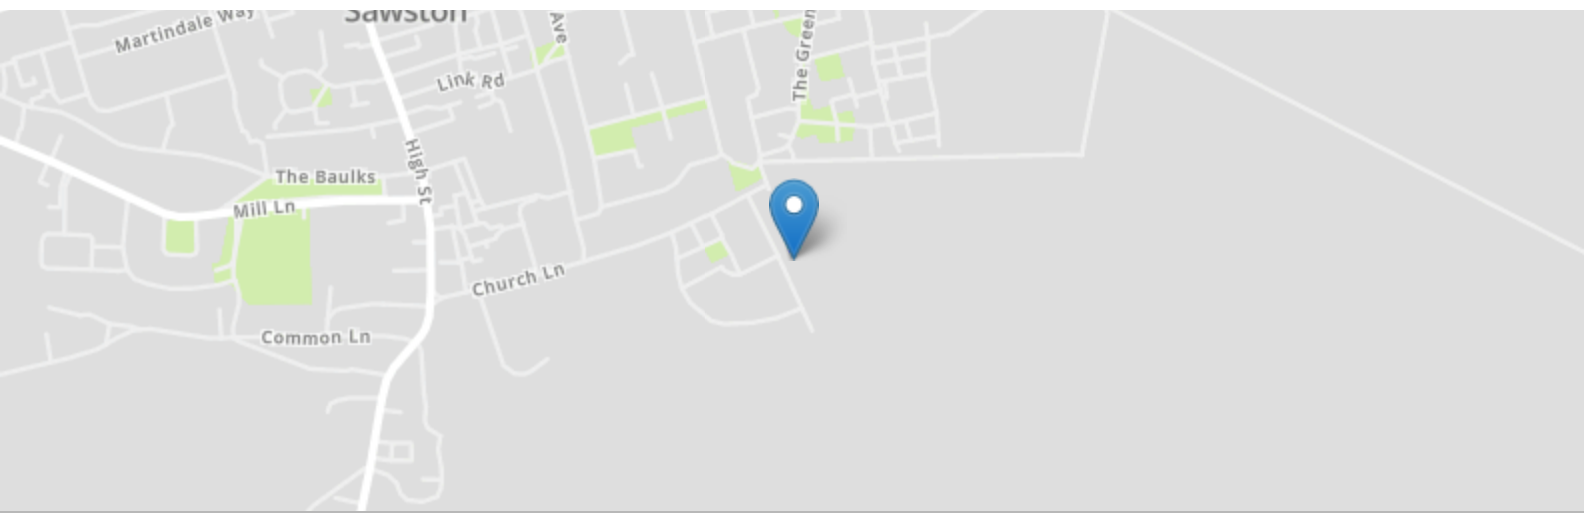 Sawston
Martindale Way
Ave
The Green
Link Rd
High St
The Baulks
Mill Ln
Church Ln
Common Ln